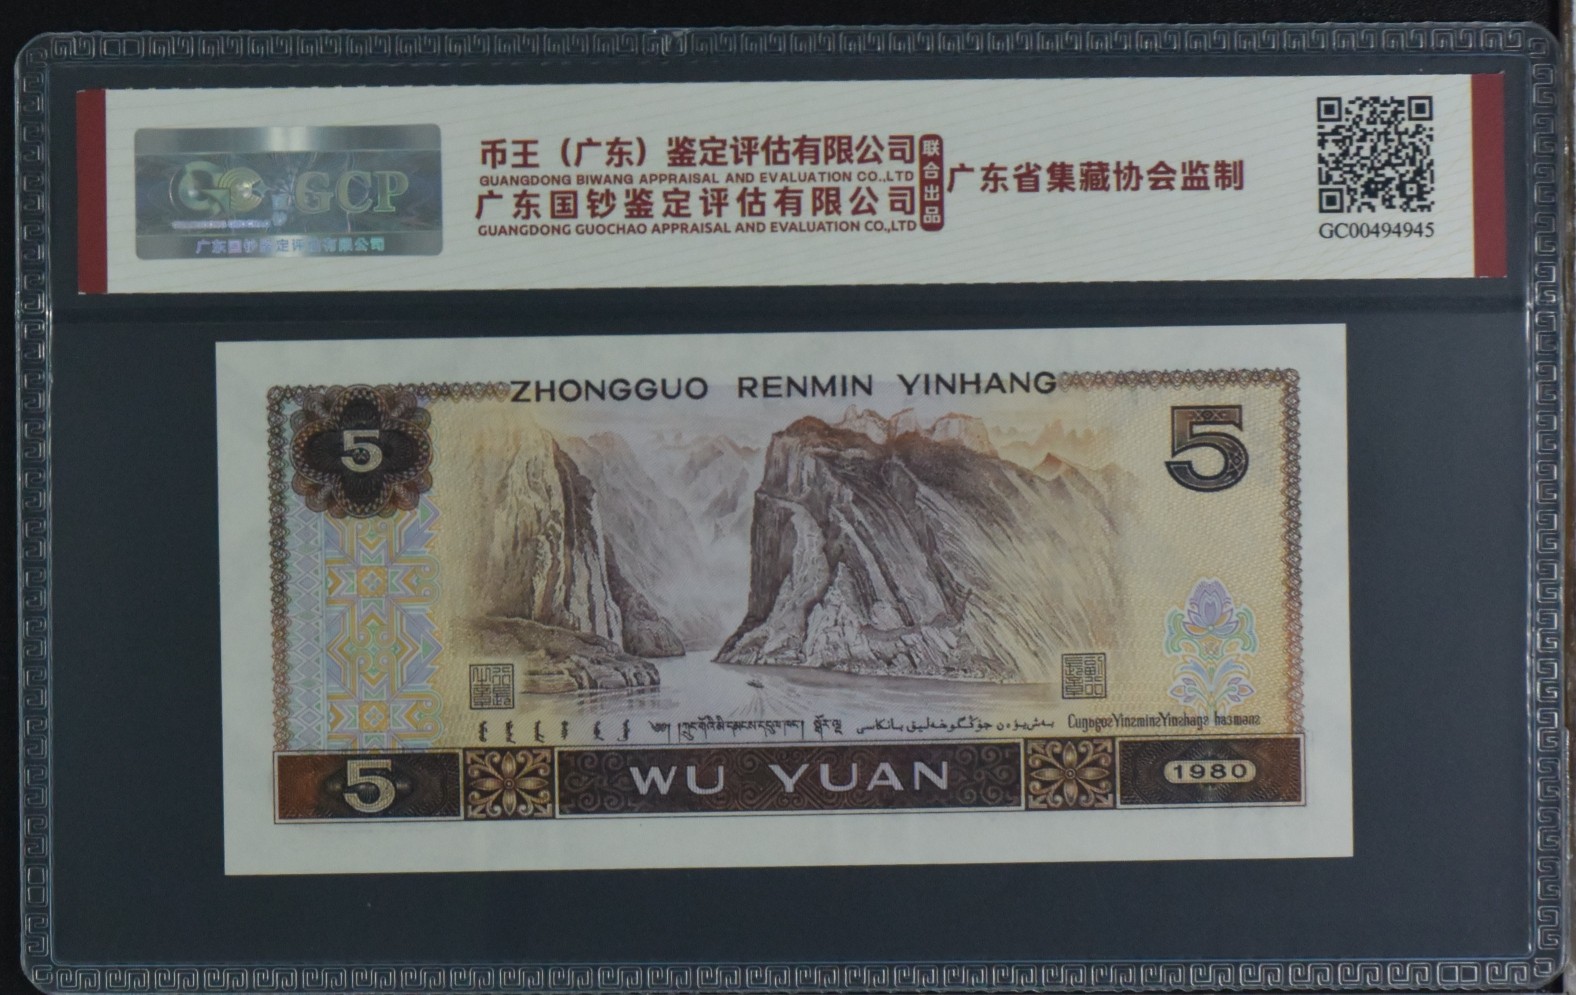 GCP
广东国钞鉴定评估有限公司
币王（广东）鉴定评估有限公司
GUANGDONG BIWANG APPRAISAL AND EVALUATION CO.,LTD
广东国钞鉴定评估有限公司
GUANGDONG GUOCHAO APPRAISAL AND EVALUATION CO.,LTD
联合出品
广东省集藏协会监制
GC00494945
ZHONGGUO RENMIN YINHANG
5
5
5
WU YUAN
1980